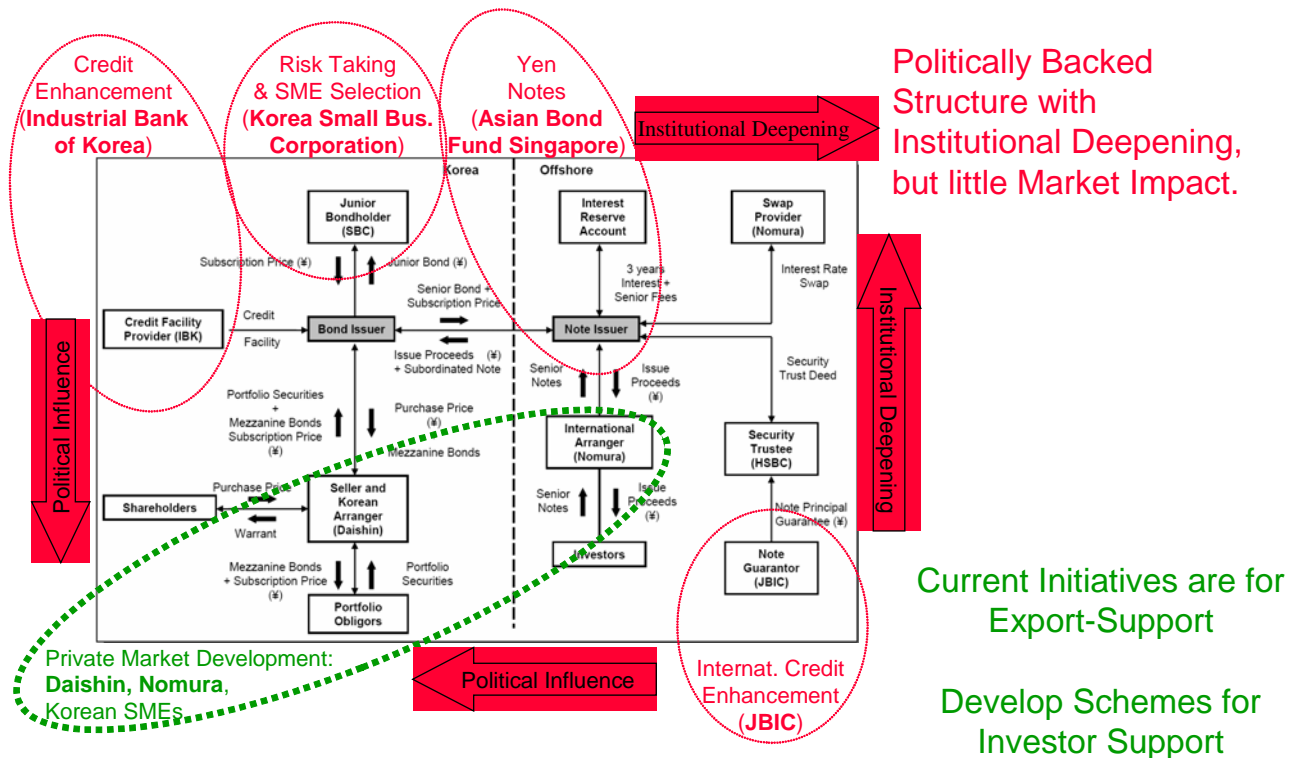 Credit
Enhancement
(Industrial Bank
of Korea)
Risk Taking
& SME Selection
(Korea Small Bus.
Corporation)
Yen
Notes
(Asian Bond
Fund Singapore)
Institutional Deepening
Politically Backed
Structure with
Institutional Deepening,
but little Market Impact.
Korea
Offshore
Junior
Bondholder
(SBC)
Interest
Reserve
Account
Swap
Provider
(Nomura)
Subscription Price (¥)
Junior Bond (¥)
3 years
Interest +
Senior Fees
Interest Rate
Swap
Senior Bond +
Subscription Price
Credit Facility
Provider (IBK)
Credit
Facility
Bond Issuer
Note Issuer
Issue Proceeds (¥)
+ Subordinated Note
Senior
Notes
Issue
Proceeds
(¥)
Security
Trust Deed
Institutional Deepening
Political Influence
Portfolio Securities
+
Mezzanine Bonds
Subscription Price
(¥)
Purchase Price
(¥)
Mezzanine Bonds
International
Arranger
(Nomura)
Security
Trustee
(HSBC)
Shareholders
Purchase Price
Warrant
Seller and
Korean
Arranger
(Daishin)
Senior
Notes
Issue
Proceeds
(¥)
Note Principal
Guarantee (¥)
Investors
Note
Guarantor
(JBIC)
Mezzanine Bonds
+ Subscription Price
(¥)
Portfolio
Securities
Portfolio
Obligors
Current Initiatives are for
Export-Support
Private Market Development:
Daishin, Nomura,
Korean SMEs
Political Influence
Internat. Credit
Enhancement
(JBIC)
Develop Schemes for
Investor Support